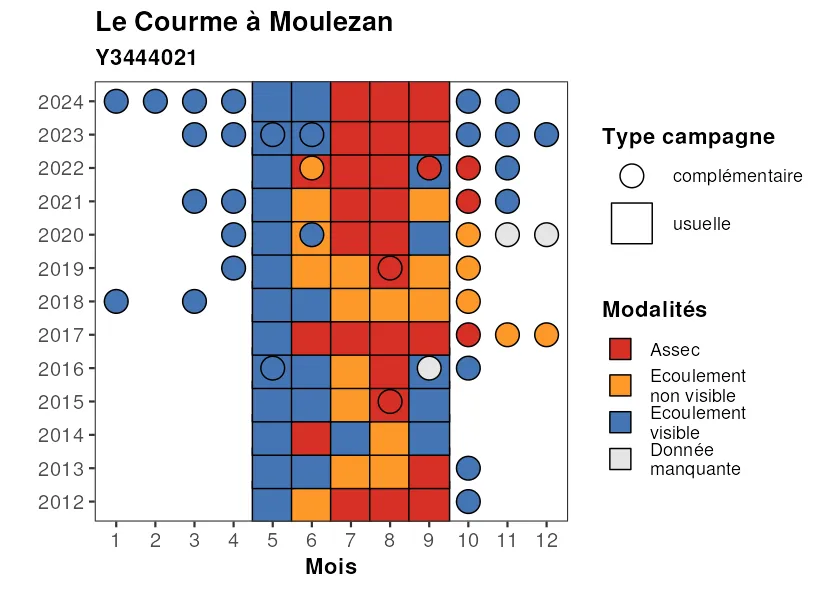 Le Courme à Moulezan
Y3444021
2024
2023
2022
2021
2020
2019
2018
2017
2016
2015
2014
2013
2012
1 2 3 4 5 6 7 8 9 10 11 12
Mois
Type campagne
complémentaire
usuelle
Modalités
Assec
Ecoulement
non visible
Ecoulement
visible
Donnée
manquante